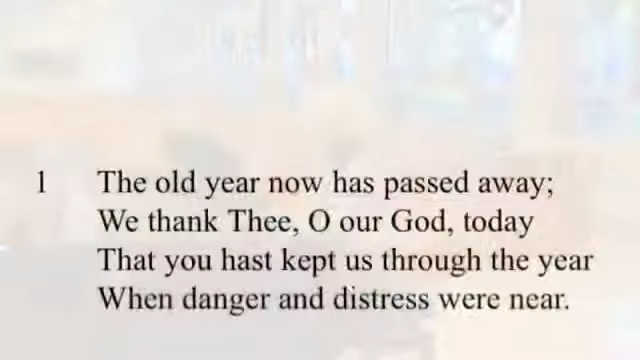 1 The old year now has passed away;
We thank Thee, O our God, today
That you hast kept us through the year
When danger and distress were near.